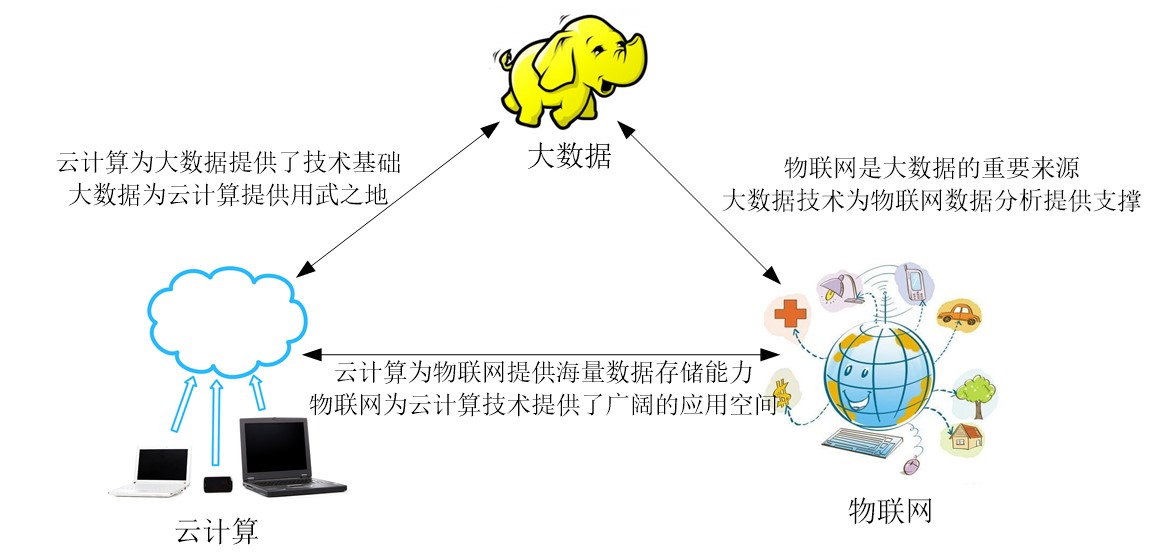 大数据
云计算为大数据提供了技术基础
大数据为云计算提供用武之地
物联网是大数据的重要来源
大数据技术为物联网数据分析提供支撑
云计算为物联网提供海量数据存储能力
物联网为云计算技术提供了广阔的应用空间
云计算
物联网